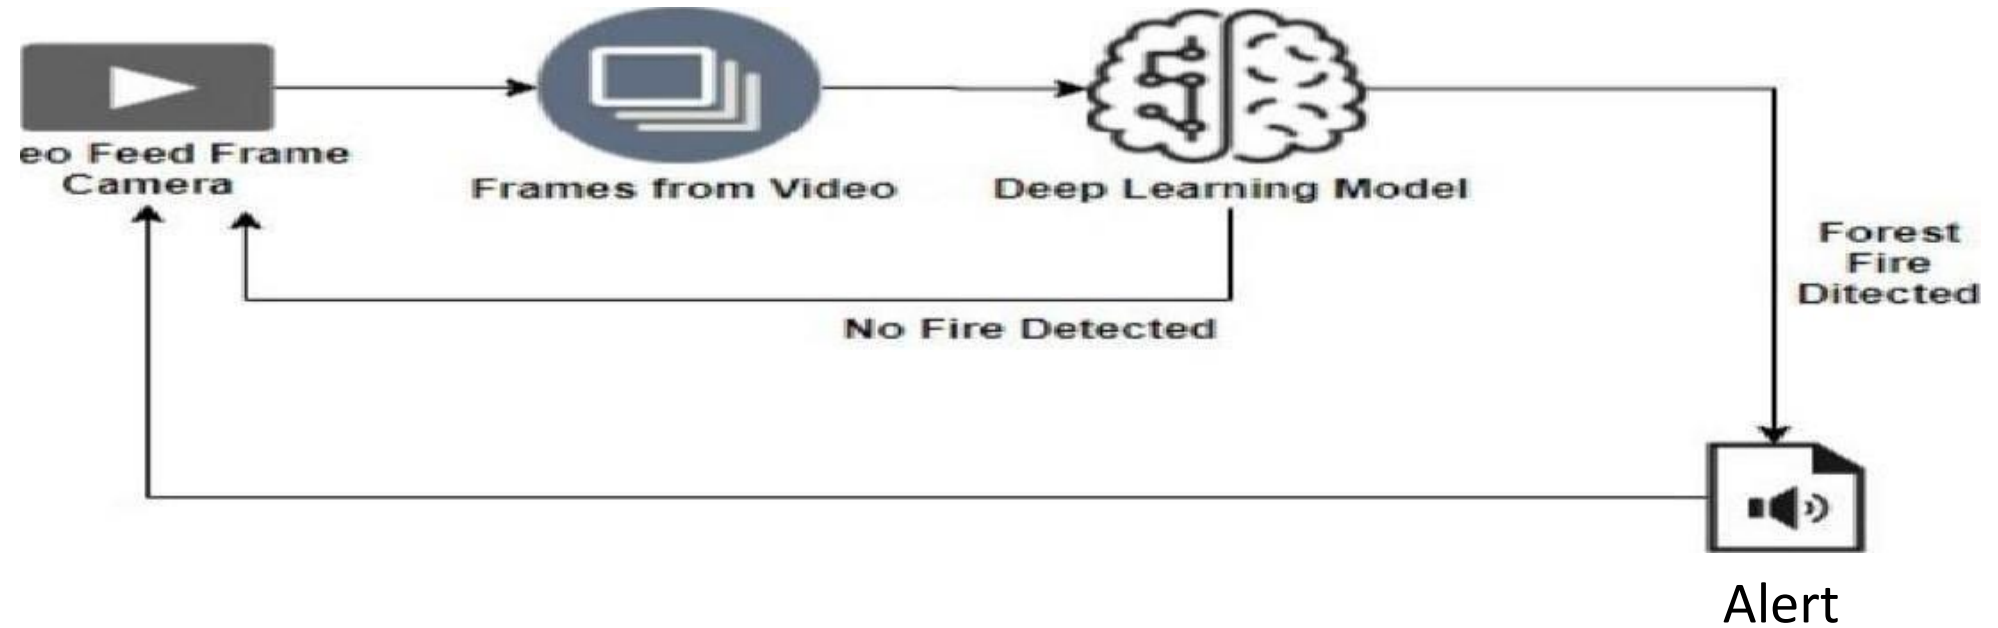 eo Feed Frame
Camera
Frames from Video
Deep Learning Model
Forest
Fire
Ditected
No Fire Detected
Alert